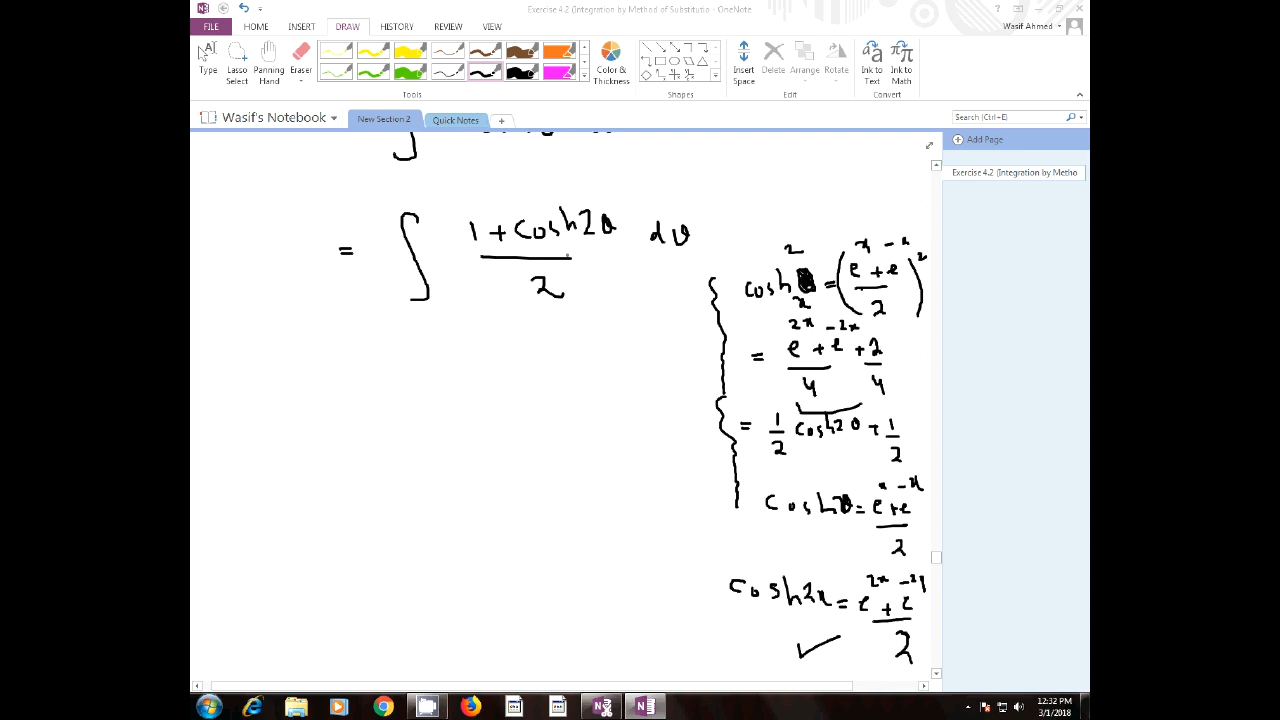 Exercise 4.2 (Integration by Method of Substitutio - OneNote
FILE HOME INSERT DRAW HISTORY REVIEW VIEW
Wasif Ahmed
Type
Lasso Select
Panning Hand
Eraser
Color & Thickness
Insert Space
Delete
Arrange
Rotate
Ink to Text
Ink to Math
Tools
Shapes
Edit
Convert
Wasif's Notebook
New Section 2
Quick Notes
Search (Ctrl+E)
Add Page
Exercise 4.2 (Integration by Metho
= ∫ (1 + cosh2θ)/2 dθ
cosh²x = ((e^x + e^-x)/2)²
= (e^2x + e^-2x)/4 + 2/4
= 1/2 cosh2θ + 1/2
coshθ = (e^x + e^-x)/2
cosh2x = (e^2x + e^-2x)/2
12:32 PM
3/1/2018